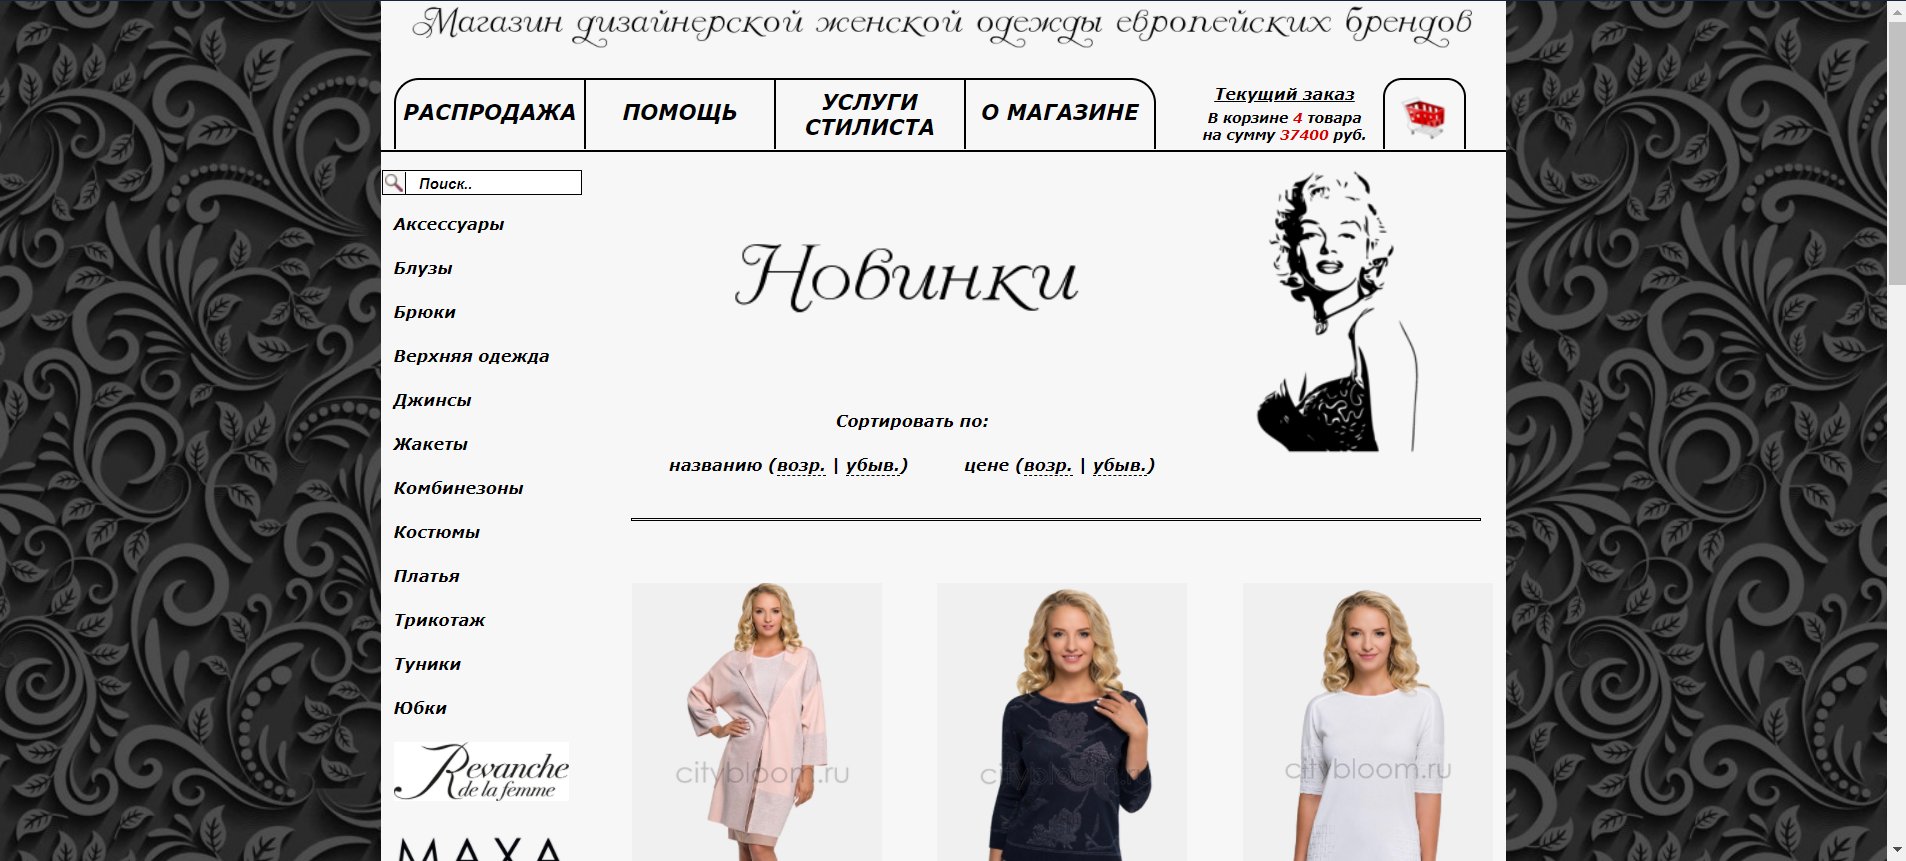 Магазин дизайнерской женской одежды европейских брендов
РАСПРОДАЖА
ПОМОЩЬ
УСЛУГИ
СТИЛИСТА
О МАГАЗИНЕ
Текущий заказ
В корзине 4 товара
на сумму 37400 руб.
Поиск..
Аксессуары
Блузы
Брюки
Верхняя одежда
Джинсы
Жакеты
Комбинезоны
Костюмы
Платья
Трикотаж
Туники
Юбки
Revanche
de la femme
MAXA
Новинки
Сортировать по:
названию (возр. | убыв.) цене (возр. | убыв.)
citybloom.ru
citybloom.ru
citybloom.ru